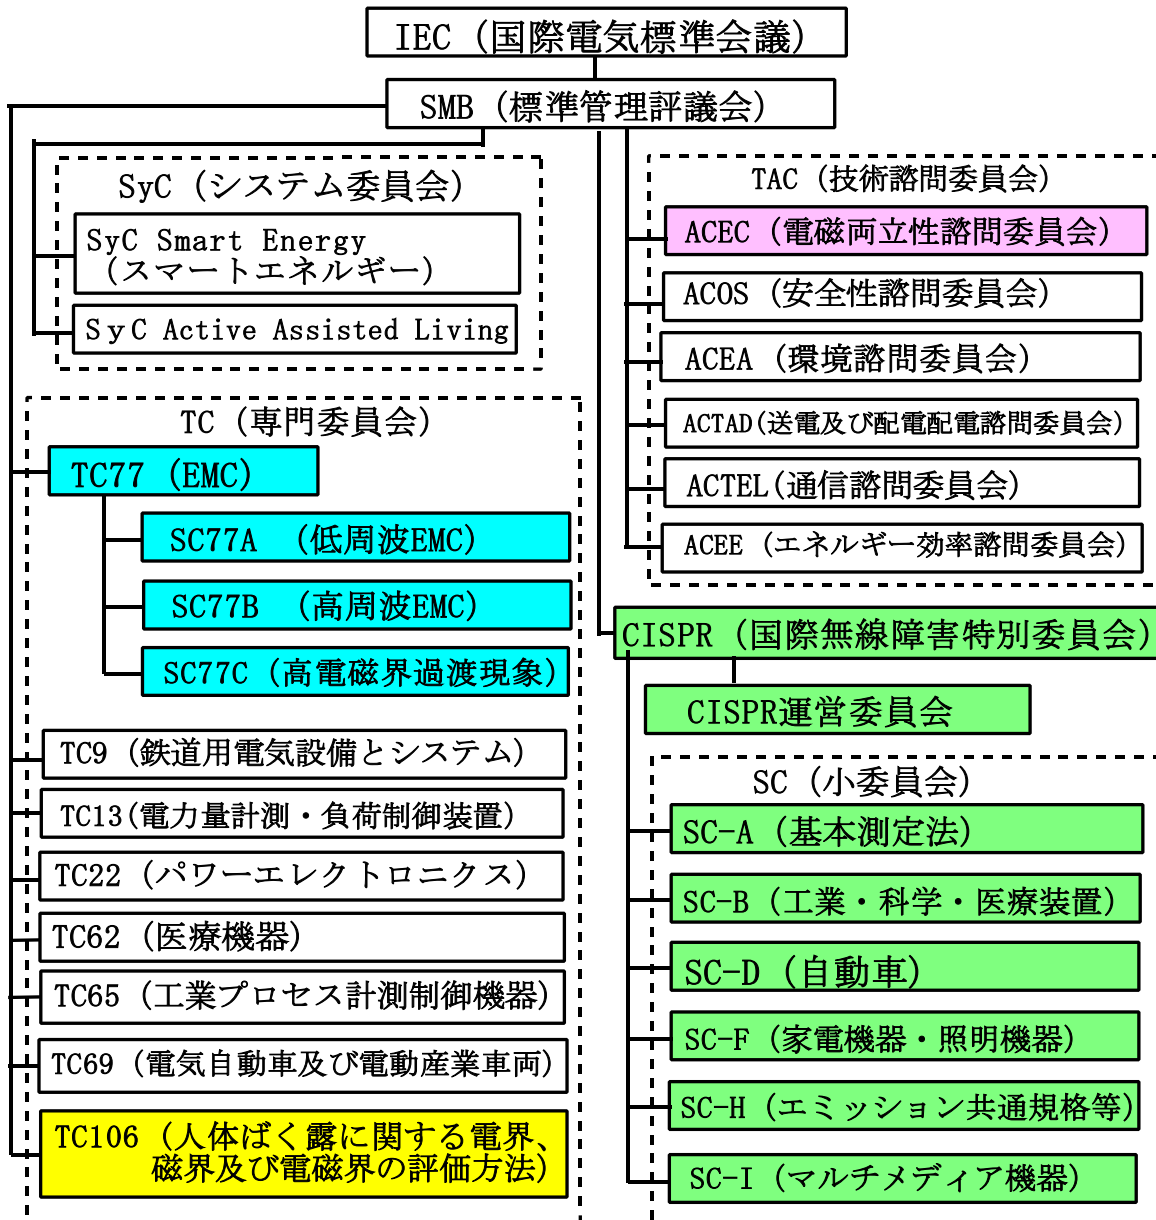 IEC（国際電気標準会議）
SMB（標準管理評議会）
SyC（システム委員会）
SyC Smart Energy
（スマートエネルギー）
SyC Active Assisted Living
TC（専門委員会）
TC77（EMC）
SC77A （低周波EMC）
SC77B （高周波EMC）
SC77C（高電磁界過渡現象）
TC9（鉄道用電気設備とシステム）
TC13(電力量計測・負荷制御装置）
TC22（パワーエレクトロニクス）
TC62（医療機器）
TC65（工業プロセス計測制御機器）
TC69（電気自動車及び電動産業車両）
TC106（人体ばく露に関する電界、
磁界及び電磁界の評価方法）
TAC（技術諮問委員会）
ACEC（電磁両立性諮問委員会）
ACOS（安全性諮問委員会）
ACEA（環境諮問委員会）
ACTAD(送電及び配電配電諮問委員会）
ACTEL(通信諮問委員会）
ACEE（エネルギー効率諮問委員会）
CISPR（国際無線障害特別委員会）
CISPR運営委員会
SC（小委員会）
SC-A（基本測定法）
SC-B（工業・科学・医療装置）
SC-D（自動車）
SC-F（家電機器・照明機器）
SC-H（エミッション共通規格等）
SC-I（マルチメディア機器）